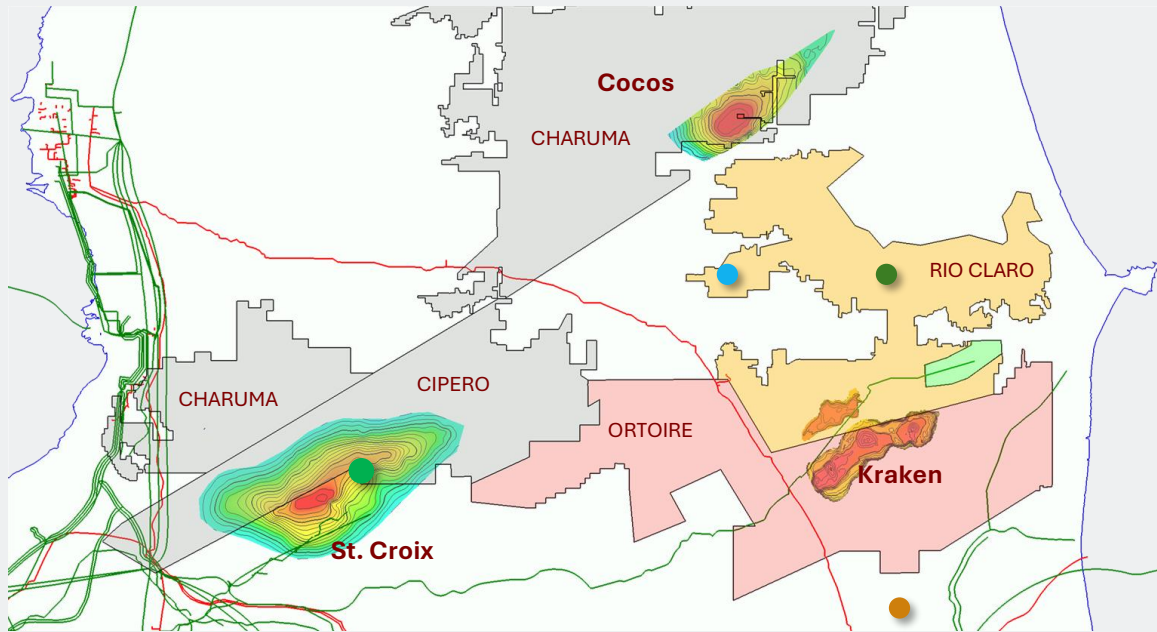 Cocos
CHARUMA
RIO CLARO
CIPERO
CHARUMA
ORTOIRE
Kraken
St. Croix